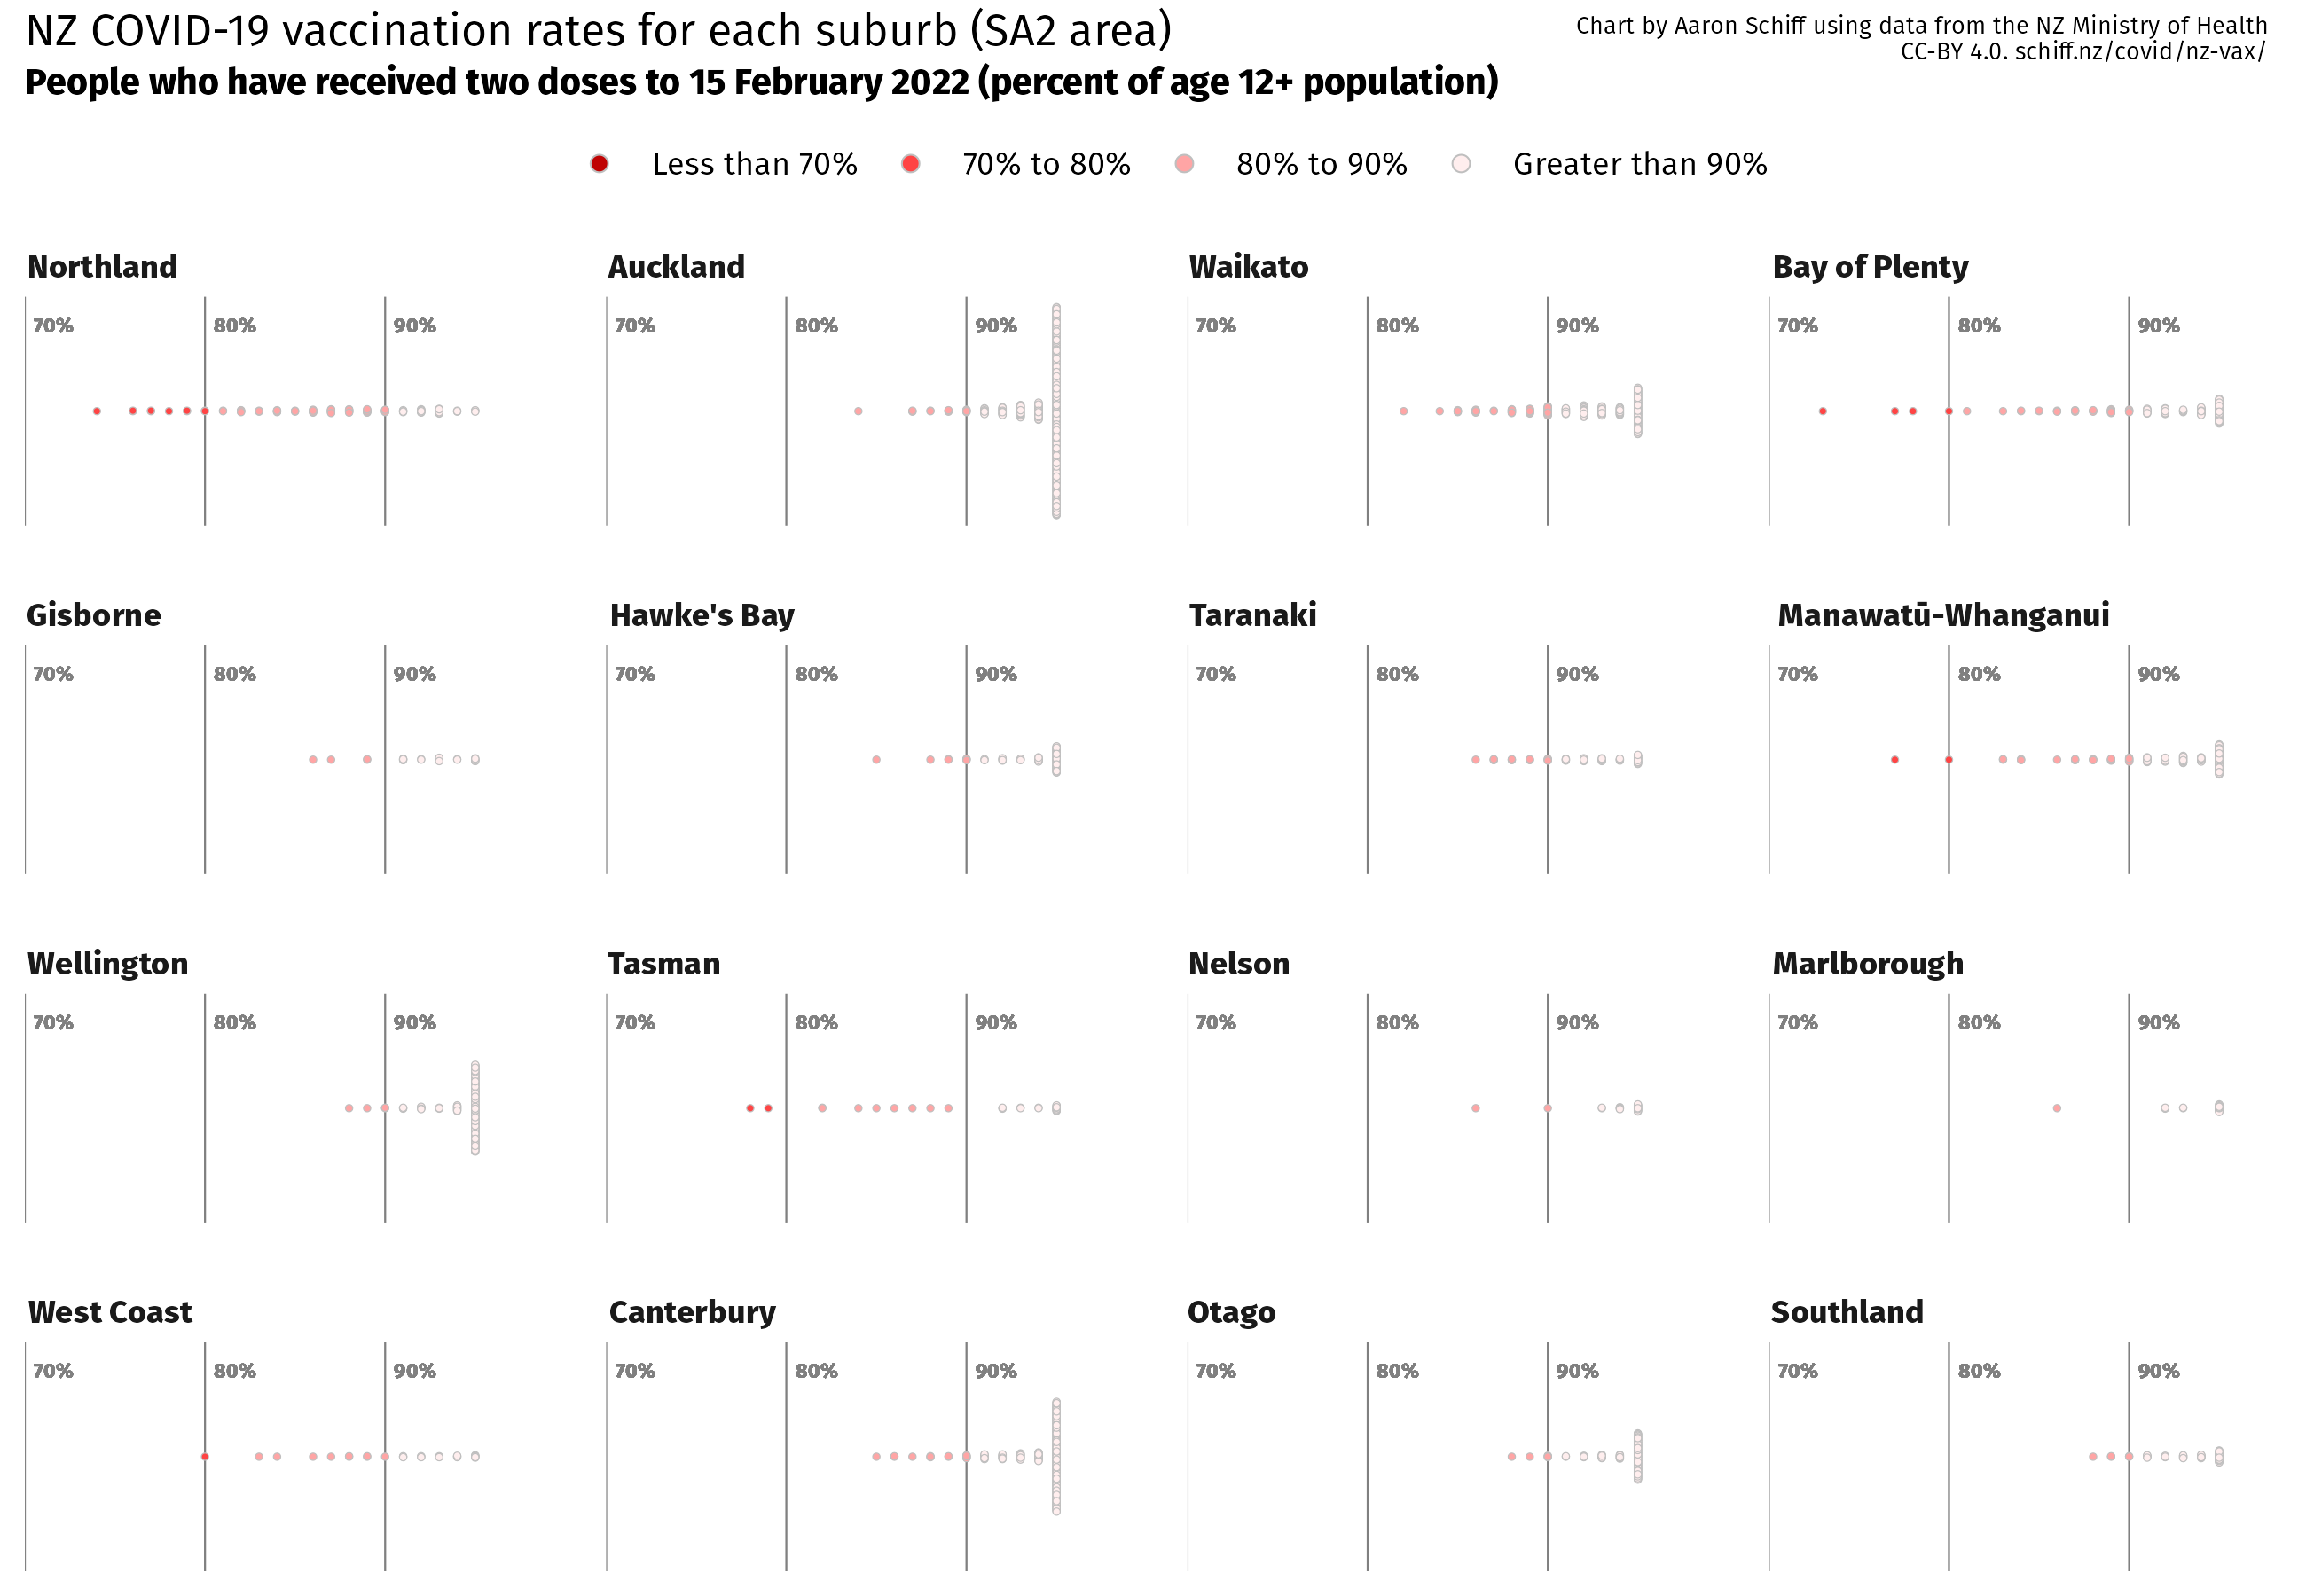 NZ COVID-19 vaccination rates for each suburb (SA2 area)
People who have received two doses to 15 February 2022 (percent of age 12+ population)
Chart by Aaron Schiff using data from the NZ Ministry of Health
CC-BY 4.0. schiff.nz/covid/nz-vax/
Less than 70% 70% to 80% 80% to 90% Greater than 90%
Northland Auckland Waikato Bay of Plenty
70% 80% 90% 70% 80% 90% 70% 80% 90% 70% 80% 90%
Gisborne Hawke's Bay Taranaki Manawatū-Whanganui
70% 80% 90% 70% 80% 90% 70% 80% 90% 70% 80% 90%
Wellington Tasman Nelson Marlborough
70% 80% 90% 70% 80% 90% 70% 80% 90% 70% 80% 90%
West Coast Canterbury Otago Southland
70% 80% 90% 70% 80% 90% 70% 80% 90% 70% 80% 90%